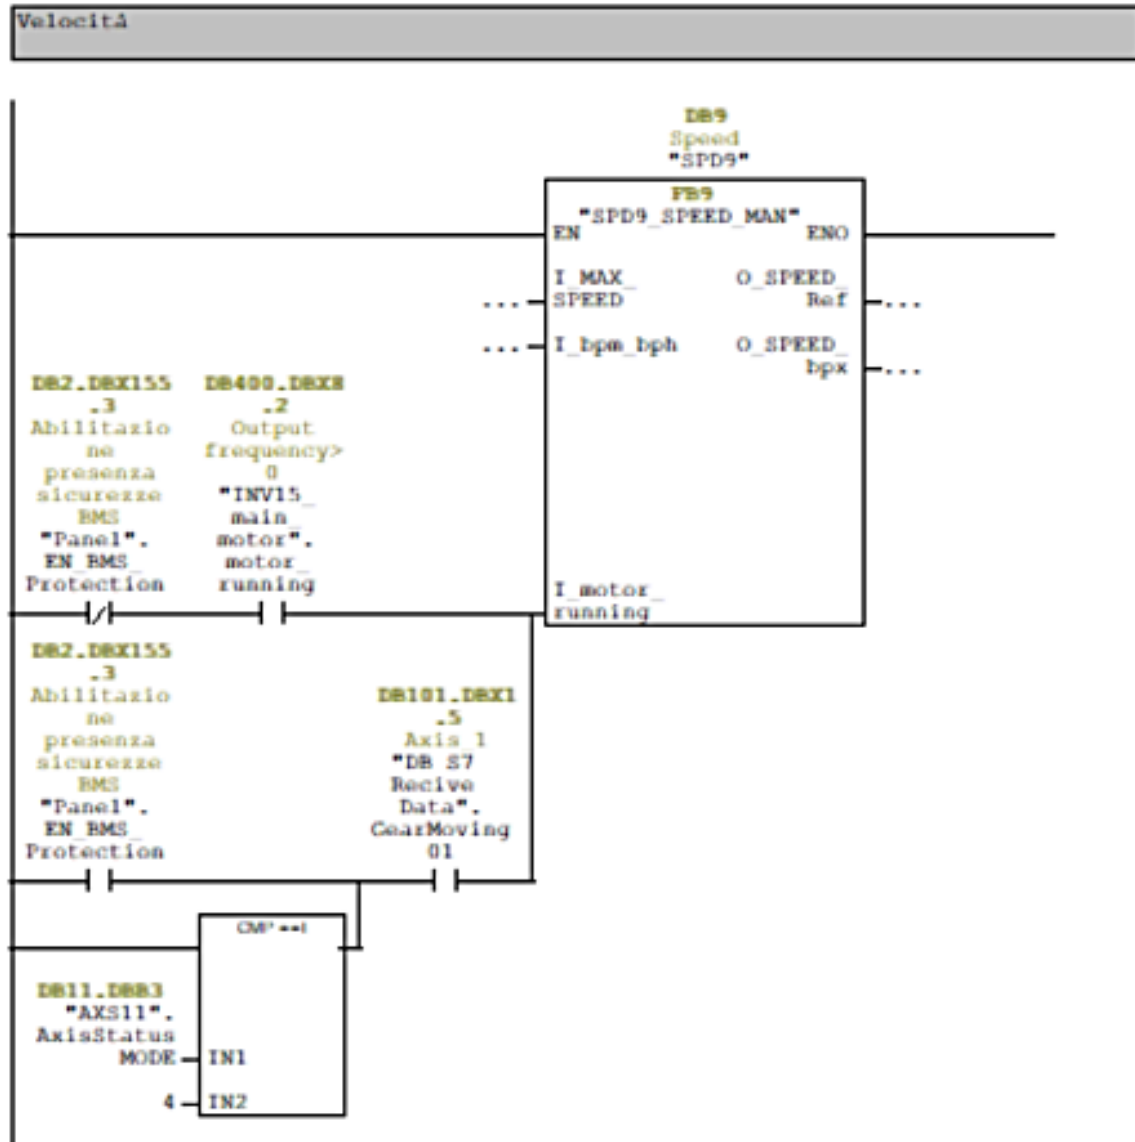 Velocità
DB9
Speed
"SPD9"
FB9
"SPD9_SPEED_MAN"
EN
ENO
I_MAX_
SPEED
O_SPEED_
Ref
...
...
I_bpm_bph
O_SPEED_
bpx
...
...
DB2.DBX155
.3
Abilitazio
ne
presenza
sicurezze
BMS
"Panel".
EN_BMS_
Protection
DB400.DBX8
.2
Output
frequency>
0
"INV15_
main_
motor".
motor_
running
I_motor_
running
DB2.DBX155
.3
Abilitazio
ne
presenza
sicurezze
BMS
"Panel".
EN_BMS_
Protection
DB101.DBX1
.5
Axis_1
"DB S7
Recive
Data".
GearMoving
01
CMP ==I
DB11.DBB3
"AXS11".
AxisStatus
MODE
IN1
4
IN2